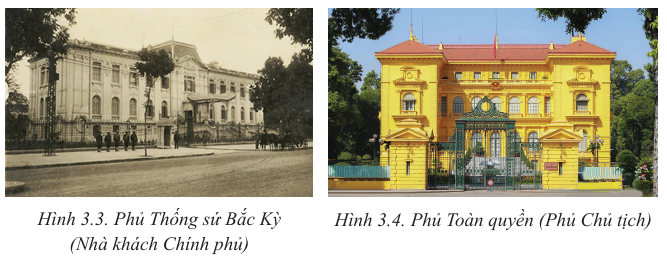 Hình 3.3. Phủ Thống sứ Bắc Kỳ
(Nhà khách Chính phủ)
Hình 3.4. Phủ Toàn quyền (Phủ Chủ tịch)